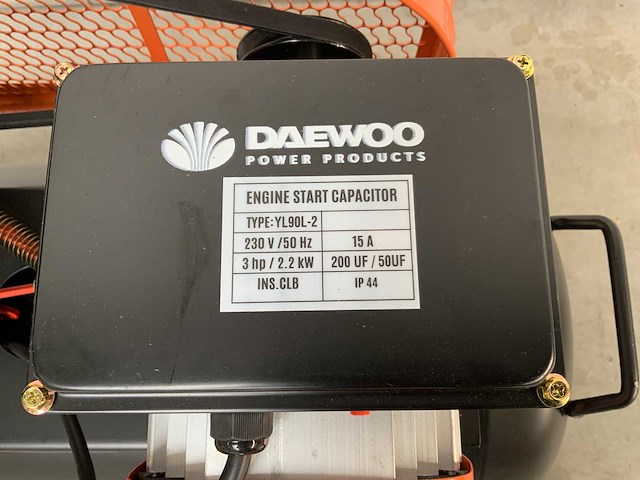 DAEWOO
POWER PRODUCTS
ENGINE START CAPACITOR
TYPE:YL90L-2
230 V /50 Hz 15 A
3 hp / 2.2 kW 200 UF / 50UF
INS.CLB IP 44